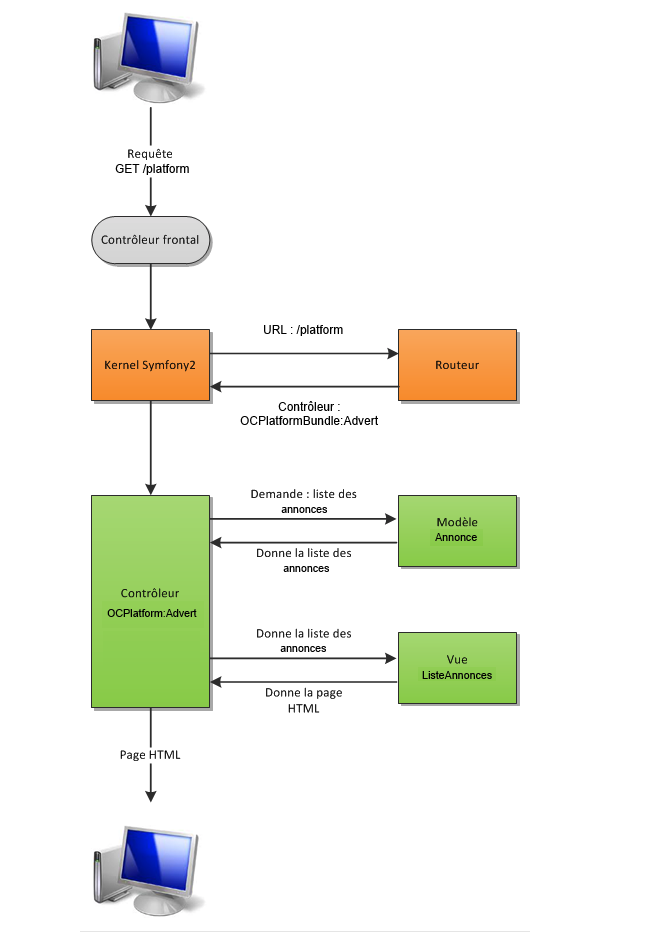 Requête
GET /platform
Contrôleur frontal
URL : /platform
Kernel Symfony2
Routeur
Contrôleur :
OCPlatformBundle:Advert
Demande : liste des
annonces
Modèle
Annonce
Donne la liste des
annonces
Contrôleur
OCPlatform:Advert
Donne la liste des
annonces
Vue
ListeAnnonces
Donne la page
HTML
Page HTML